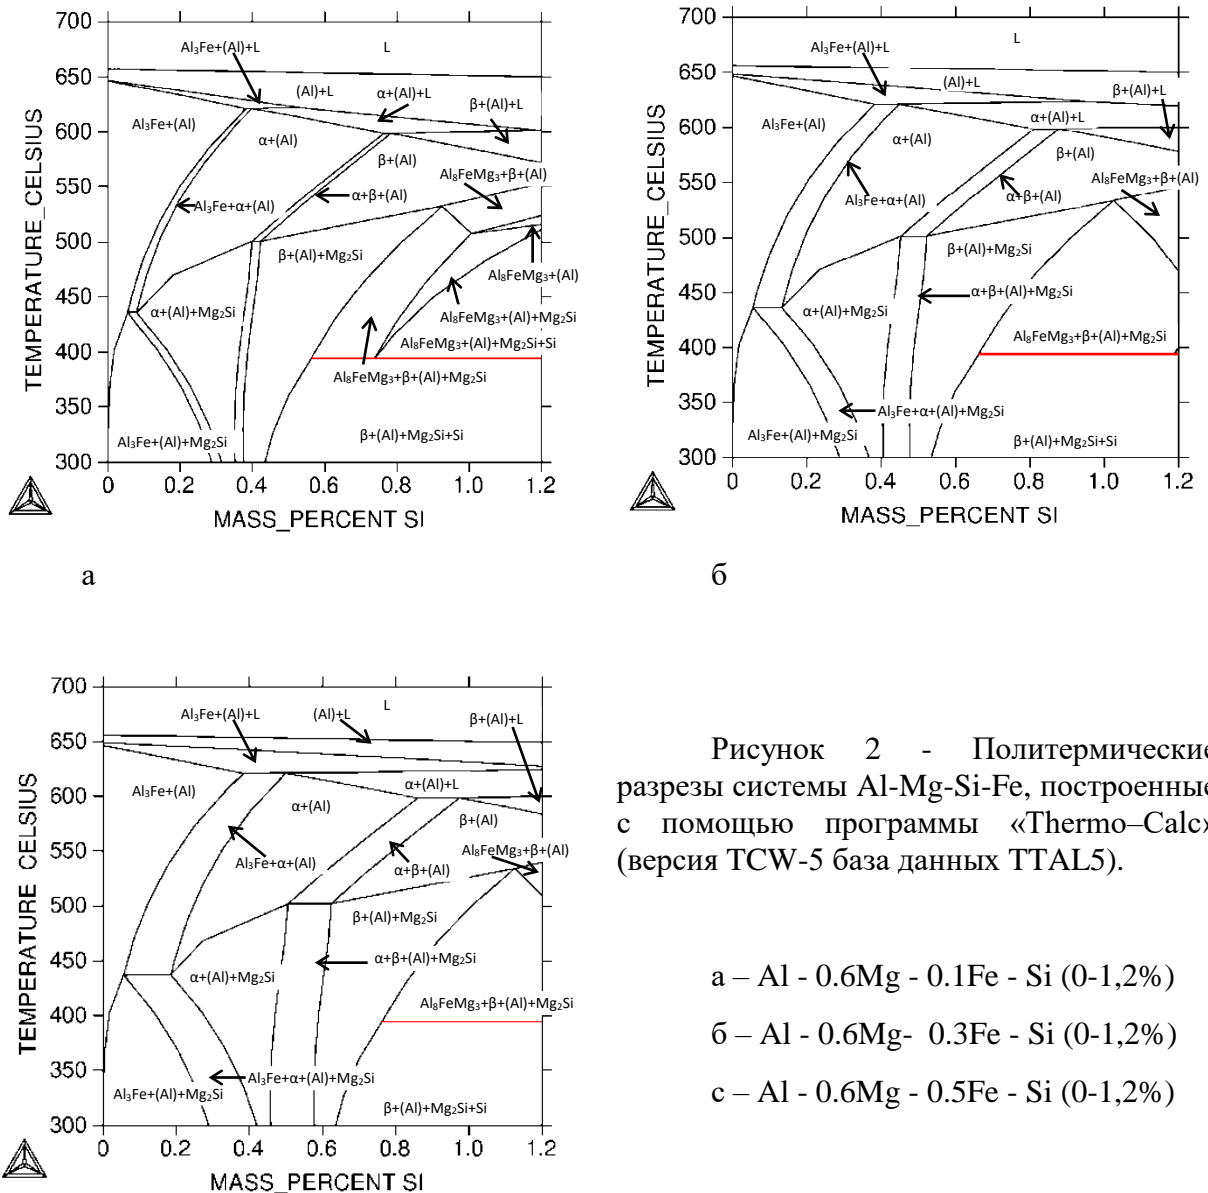 700
650
600
550
500
450
400
350
300
TEMPERATURE_CELSIUS
L
Al₃Fe+(Al)+L
(Al)+L
α+(Al)+L
β+(Al)+L
Al₃Fe+(Al)
α+(Al)
β+(Al)
Al₈FeMg₃+β+(Al)
α+β+(Al)
Al₃Fe+α+(Al)
β+(Al)+Mg₂Si
Al₈FeMg₃+(Al)
α+(Al)+Mg₂Si
Al₈FeMg₃+(Al)+Mg₂Si
Al₈FeMg₃+(Al)+Mg₂Si+Si
Al₈FeMg₃+β+(Al)+Mg₂Si
Al₃Fe+(Al)+Mg₂Si
β+(Al)+Mg₂Si+Si
0 0.2 0.4 0.6 0.8 1.0 1.2
MASS_PERCENT SI
а
700
650
600
550
500
450
400
350
300
TEMPERATURE_CELSIUS
L
Al₃Fe+(Al)+L
(Al)+L
β+(Al)+L
α+(Al)+L
Al₃Fe+(Al)
α+(Al)
β+(Al)
Al₈FeMg₃+β+(Al)
Al₃Fe+α+(Al)
α+β+(Al)
β+(Al)+Mg₂Si
α+β+(Al)+Mg₂Si
α+(Al)+Mg₂Si
Al₈FeMg₃+β+(Al)+Mg₂Si
Al₃Fe+α+(Al)+Mg₂Si
Al₃Fe+(Al)+Mg₂Si
β+(Al)+Mg₂Si+Si
0 0.2 0.4 0.6 0.8 1.0 1.2
MASS_PERCENT SI
б
700
650
600
550
500
450
400
350
300
TEMPERATURE CELSIUS
L
Al₃Fe+(Al)+L
(Al)+L
β+(Al)+L
Al₃Fe+(Al)
α+(Al)+L
α+(Al)
β+(Al)
Al₃Fe+α+(Al)
α+β+(Al)
Al₈FeMg₃+β+(Al)
β+(Al)+Mg₂Si
α+β+(Al)+Mg₂Si
α+(Al)+Mg₂Si
Al₈FeMg₃+β+(Al)+Mg₂Si
Al₃Fe+α+(Al)+Mg₂Si
Al₃Fe+(Al)+Mg₂Si
β+(Al)+Mg₂Si+Si
0 0.2 0.4 0.6 0.8 1.0 1.2
MASS_PERCENT SI
Рисунок 2 - Политермические
разрезы системы Al-Mg-Si-Fe, построенные
с помощью программы «Thermo–Calc»
(версия TCW-5 база данных TTAL5).
а – Al - 0.6Mg - 0.1Fe - Si (0-1,2%)
б – Al - 0.6Mg- 0.3Fe - Si (0-1,2%)
с – Al - 0.6Mg - 0.5Fe - Si (0-1,2%)